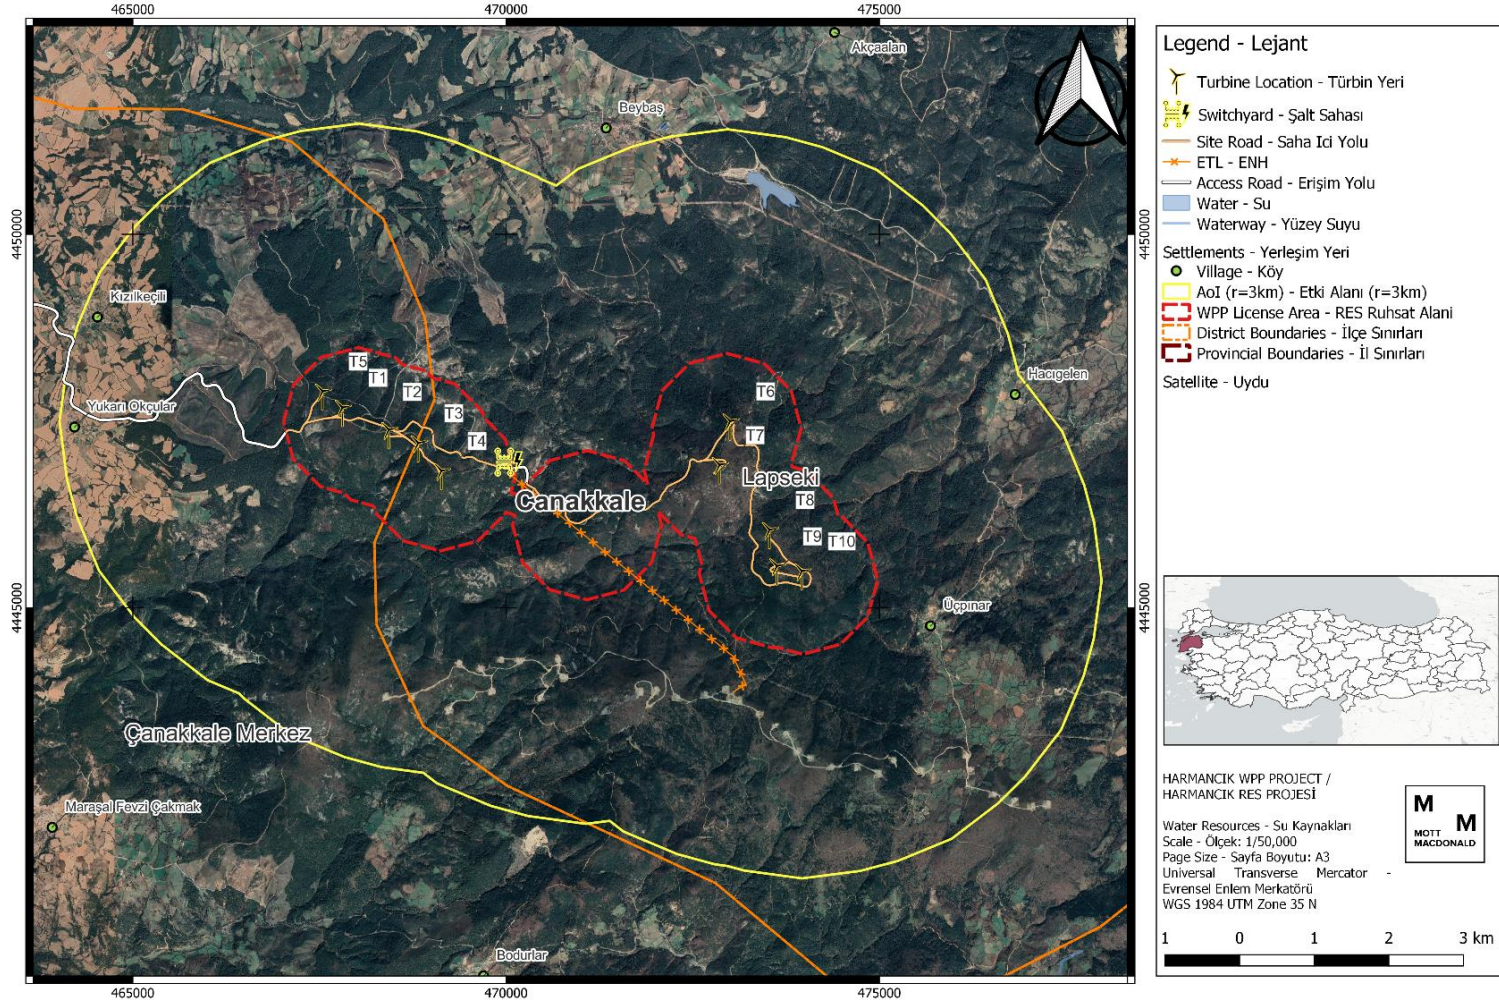 465000
470000
475000
Akçaalan
Beybaş
4450000
4450000
Kızılkeçili
Hacıgelen
Yukarı Okçular
T5
T1
T2
T3
T4
T6
T7
Lapseki
Çanakkale
T8
T9
T10
4445000
4445000
Üçpınar
Çanakkale Merkez
Maraşal Fevzi Çakmak
Bodurlar
465000
470000
475000
Legend - Lejant
Turbine Location - Türbin Yeri
Switchyard - Şalt Sahası
Site Road - Saha Ici Yolu
ETL - ENH
Access Road - Erişim Yolu
Water - Su
Waterway - Yüzey Suyu
Settlements - Yerleşim Yeri
Village - Köy
AoI (r=3km) - Etki Alanı (r=3km)
WPP License Area - RES Ruhsat Alani
District Boundaries - İlçe Sınırları
Provincial Boundaries - İl Sınırları
Satellite - Uydu
HARMANCIK WPP PROJECT /
HARMANCIK RES PROJESİ
Water Resources - Su Kaynakları
Scale - Ölçek: 1/50,000
Page Size - Sayfa Boyutu: A3
Universal Transverse Mercator -
Evrensel Enlem Merkatörü
WGS 1984 UTM Zone 35 N
M
M
MOTT
MACDONALD
1 0 1 2 3 km